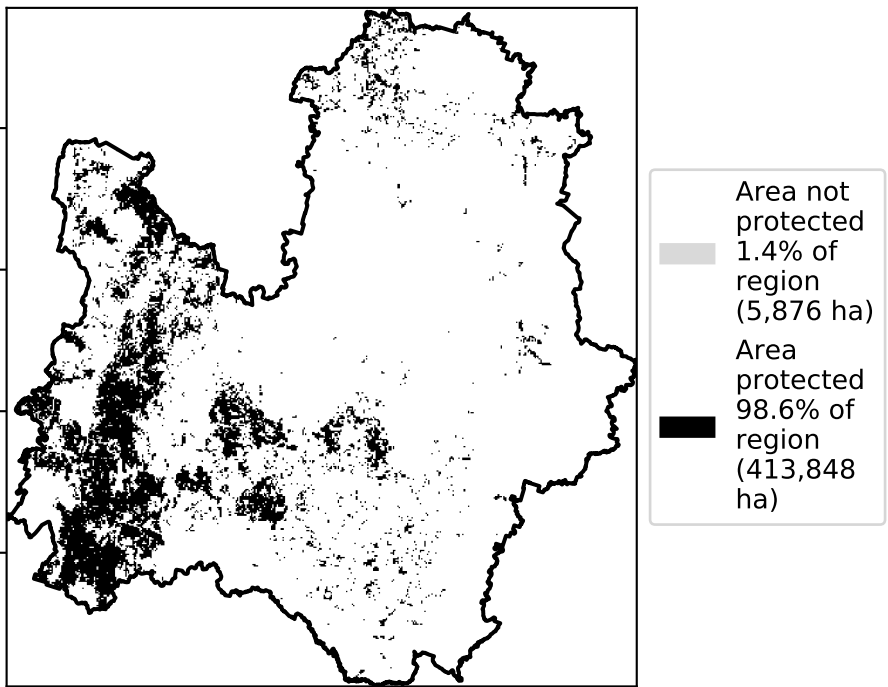 Area not
protected
1.4% of
region
(5,876 ha)
Area
protected
98.6% of
region
(413,848
ha)